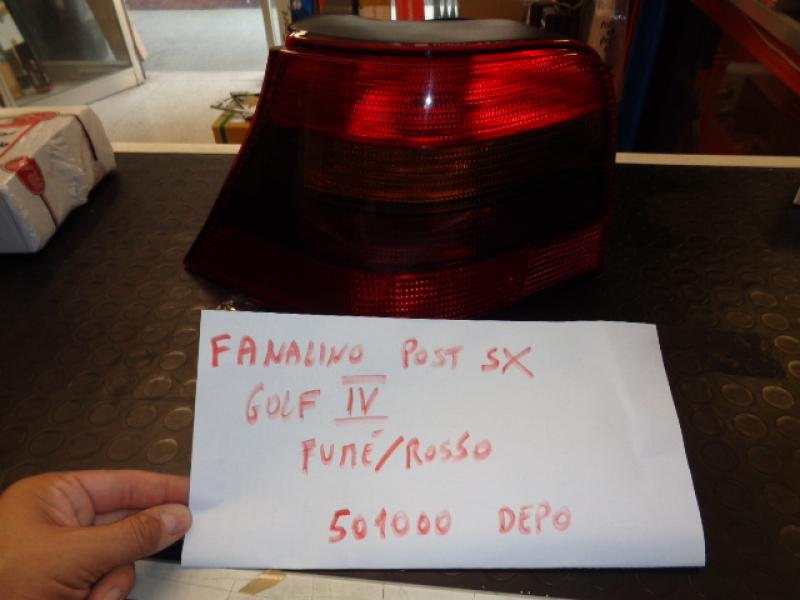 FANALINO POST SX
GOLF IV
FUMÉ/ROSSO
501000 DEPO